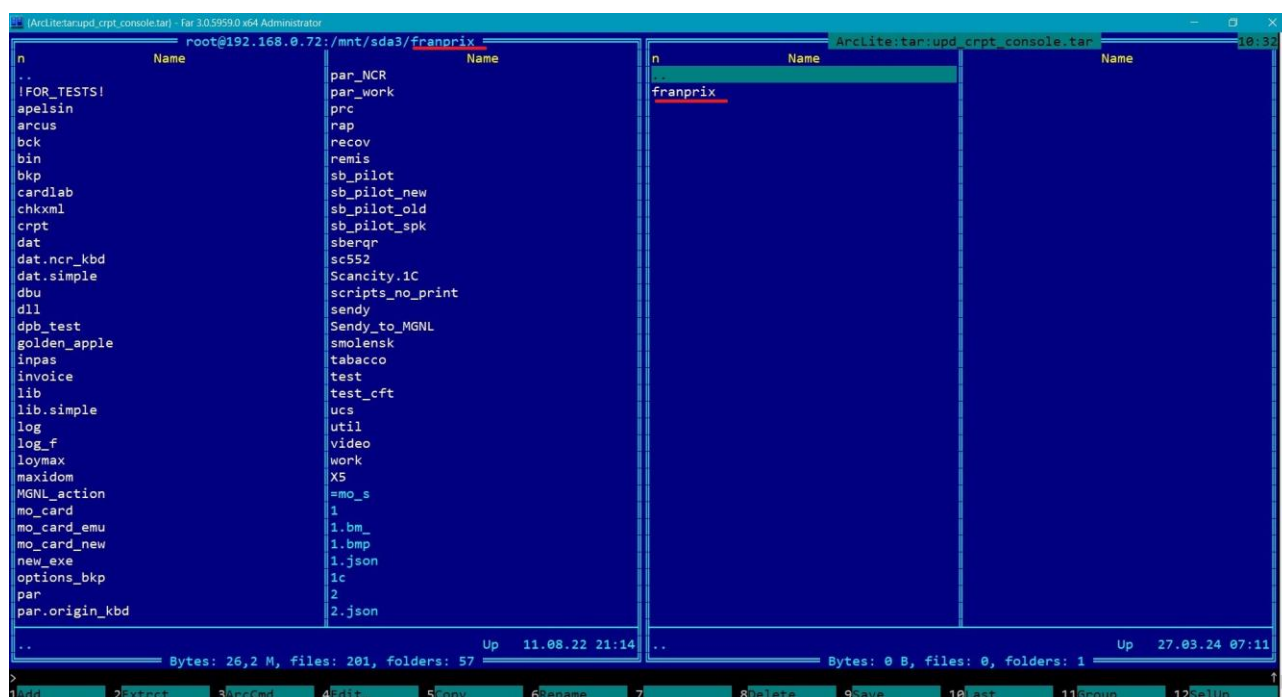 {ArcLite:tar:upd_crpt_console.tar} - Far 3.0.5959.0 x64 Administrator
root@192.168.0.72:/mnt/sda3/franprix
n Name Name
..
!FOR_TESTS!
apelsin
arcus
bck
bin
bkp
cardlab
chkxml
crpt
dat
dat.ncr_kbd
dat.simple
dbu
dll
dpb_test
golden_apple
inpas
invoice
lib
lib.simple
log
log_f
loymax
maxidom
MGNL_action
mo_card
mo_card_emu
mo_card_new
new_exe
options_bkp
par
par.origin_kbd
par_NCR
par_work
prc
rap
recov
remis
sb_pilot
sb_pilot_new
sb_pilot_old
sb_pilot_spk
sberqr
sc552
Scancity.1C
scripts_no_print
sendy
Sendy_to_MGNL
smolensk
tabacco
test
test_cft
ucs
util
video
work
X5
=mo_s
1
1.bm_
1.bmp
1.json
1c
2
2.json
.. Up 11.08.22 21:14
Bytes: 26,2 M, files: 201, folders: 57
ArcLite:tar:upd_crpt_console.tar 10:32
n Name Name
..
franprix
.. Up 27.03.24 07:11
Bytes: 0 B, files: 0, folders: 1
>
1Add 2Extrct 3ArcCmd 4Edit 5Copy 6Rename 7 8Delete 9Save 10Last 11Group 12SelUp